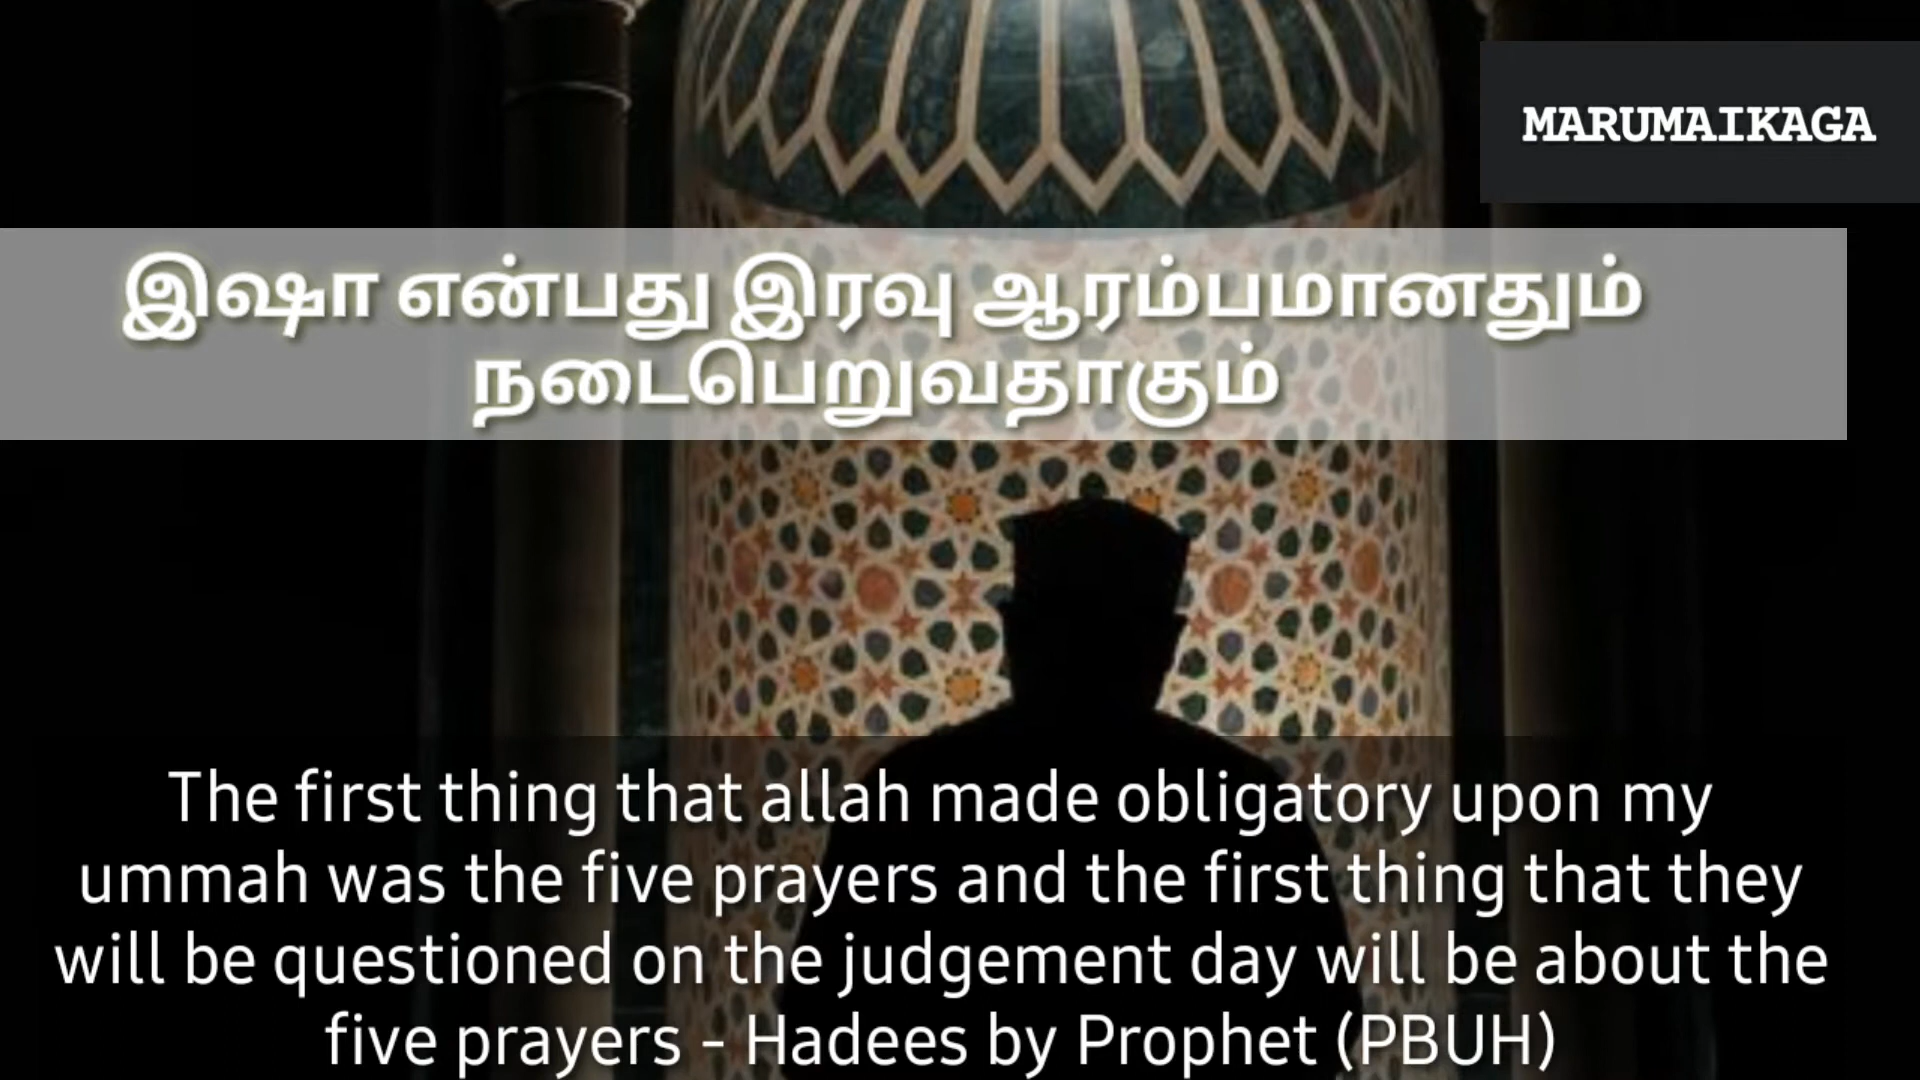 MARUMAIKAGA
இஷா என்பது இரவு ஆரம்பமானதும்
நடைபெறுவதாகும்
The first thing that allah made obligatory upon my
ummah was the five prayers and the first thing that they
will be questioned on the judgement day will be about the
five prayers - Hadees by Prophet (PBUH)